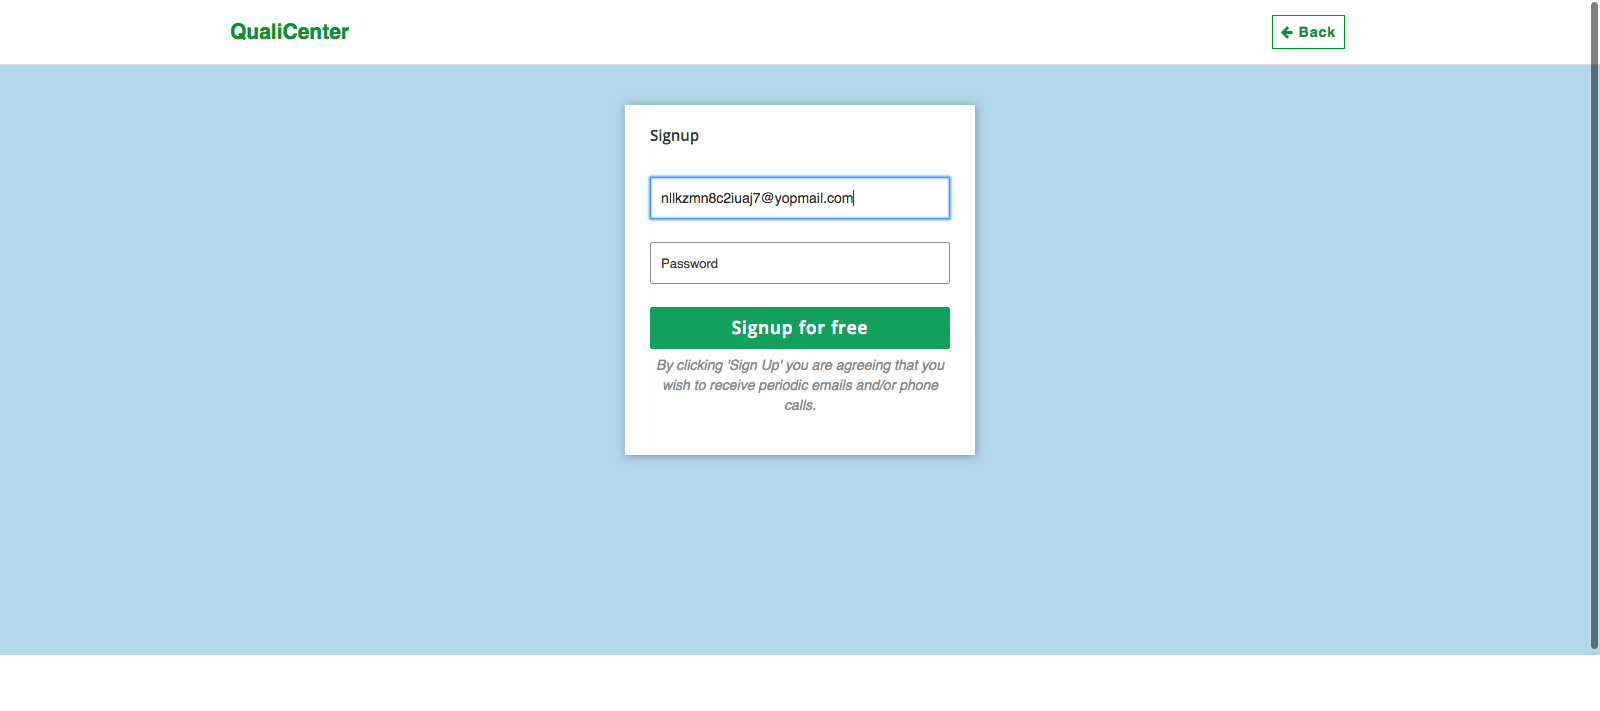 QualiCenter
Back
Signup
nllkzmn8c2iuaj7@yopmail.com
Password
Signup for free
By clicking 'Sign Up' you are agreeing that you
wish to receive periodic emails and/or phone
calls.